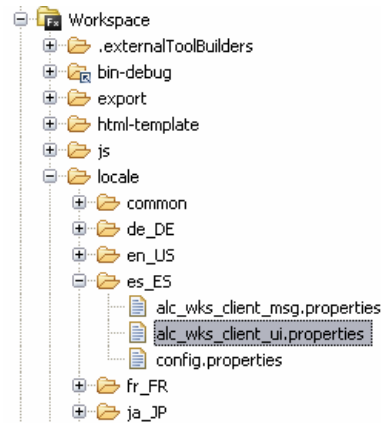 Fx Workspace
.externalToolBuilders
bin-debug
export
html-template
js
locale
common
de_DE
en_US
es_ES
alc_wks_client_msg.properties
alc_wks_client_ui.properties
config.properties
fr_FR
ja_JP